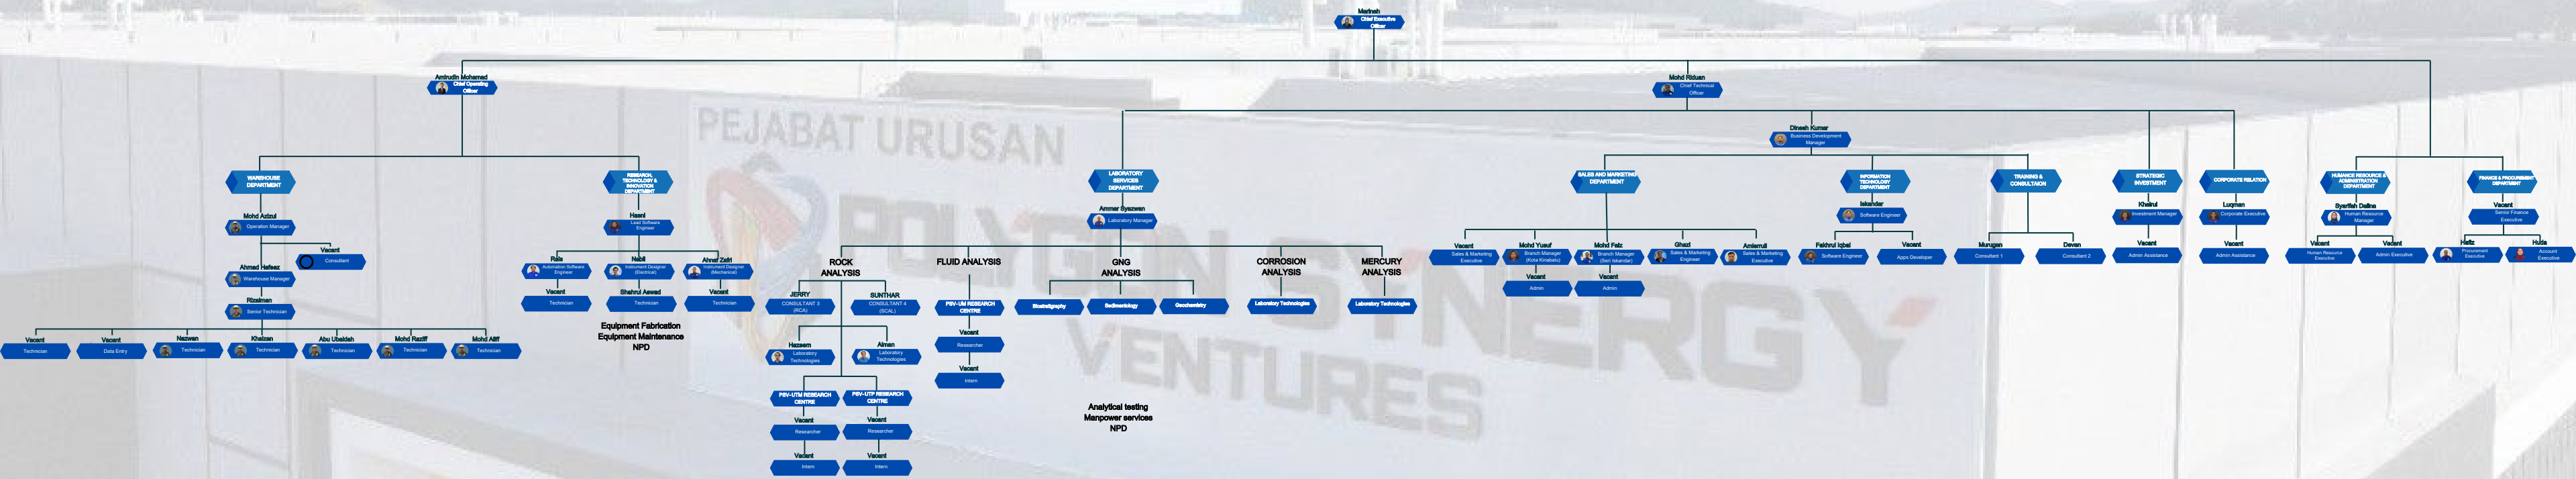 Marinah
Chief Executive
Officer
Amirudin Mohamad
Chief Operating
Officer
Mohd Riduan
Chief Technical
Officer
PEJABAT URUSAN
SYNERGY
VENTURES
Dinesh Kumar
Business Development
Manager
WAREHOUSE
DEPARTMENT
RESEARCH,
TECHNOLOGY &
INNOVATION
DEPARTMENT
LABORATORY
SERVICES
DEPARTMENT
SALES AND MARKETING
DEPARTMENT
INFORMATION
TECHNOLOGY
DEPARTMENT
TRAINING &
CONSULTAION
STRATEGIC
INVESTMENT
CORPORATE RELATION
HUMANCE RESOURCE &
ADMINISTRATION
DEPARTMENT
FINANCE & PROCUREMENT
DEPARTMENT
Mohd Azizul
Operation Manager
Vacant
Consultant
Ahmad Hafeez
Warehouse Manager
Rizalman
Senior Technician
Vacant
Technician
Vacant
Data Entry
Nazwan
Technician
Khaizan
Technician
Abu Ubaidah
Technician
Mohd Raziff
Technician
Mohd Aliff
Technician
Hasni
Lead Software
Engineer
Rais
Automation Software
Engineer
Vacant
Technician
Nabil
Instrument Designer
(Electrical)
Shahrul Aswad
Technician
Ahnaf Zafri
Instrument Designer
(Mechanical)
Vacant
Technician
Equipment Fabrication
Equipment Maintenance
NPD
Ammar Syazwan
Laboratory Manager
ROCK
ANALYSIS
JERRY
CONSULTANT 3
(RCA)
SUNTHAR
CONSULTANT 4
(SCAL)
Hazeem
Laboratory
Technologies
Aiman
Laboratory
Technologies
PSV-UTM RESEARCH
CENTRE
Vacant
Researcher
Vacant
Intern
PSV-UTP RESEARCH
CENTRE
Vacant
Researcher
Vacant
Intern
FLUID ANALYSIS
PSV-UM RESEARCH
CENTRE
Vacant
Researcher
Vacant
Intern
GNG
ANALYSIS
Biostratigraphy
Sedimentology
Geochemistry
CORROSION
ANALYSIS
Laboratory Technologies
MERCURY
ANALYSIS
Laboratory Technologies
Analytical testing
Manpower services
NPD
Vacant
Sales & Marketing
Executive
Mohd Yusuf
Branch Manager
(Kota Kinabalu)
Vacant
Admin
Mohd Faiz
Branch Manager
(Seri Iskandar)
Vacant
Admin
Ghazi
Sales & Marketing
Engineer
Amierrull
Sales & Marketing
Executive
Iskandar
Software Engineer
Fakhrul Iqbal
Software Engineer
Vacant
Apps Developer
Murugan
Consultant 1
Devan
Consultant 2
Khairul
Investment Manager
Vacant
Admin Assistance
Luqman
Corporate Executive
Vacant
Admin Assistance
Syarifah Dalina
Human Resource
Manager
Vacant
Human Resource
Executive
Vacant
Admin Executive
Vacant
Senior Finance
Executive
Hafiz
Procurement
Executive
Huda
Account
Executive